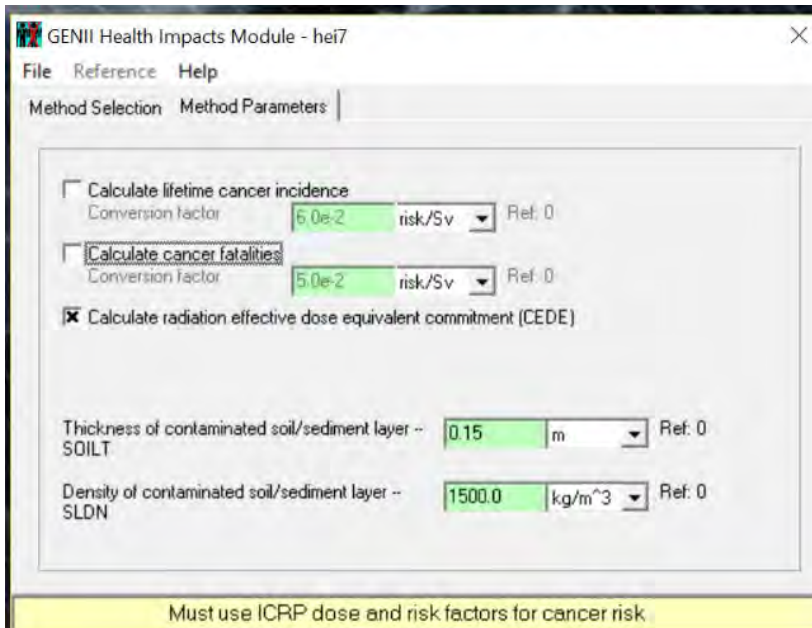 GENII Health Impacts Module - hei7
File Reference Help
Method Selection Method Parameters
Calculate lifetime cancer incidence
Conversion factor 6.0e-2 risk/Sv Ref: 0
Calculate cancer fatalities
Conversion factor 5.0e-2 risk/Sv Ref: 0
Calculate radiation effective dose equivalent commitment (CEDE)
Thickness of contaminated soil/sediment layer --
SOILT
0.15 m Ref: 0
Density of contaminated soil/sediment layer --
SLDN
1500.0 kg/m^3 Ref: 0
Must use ICRP dose and risk factors for cancer risk